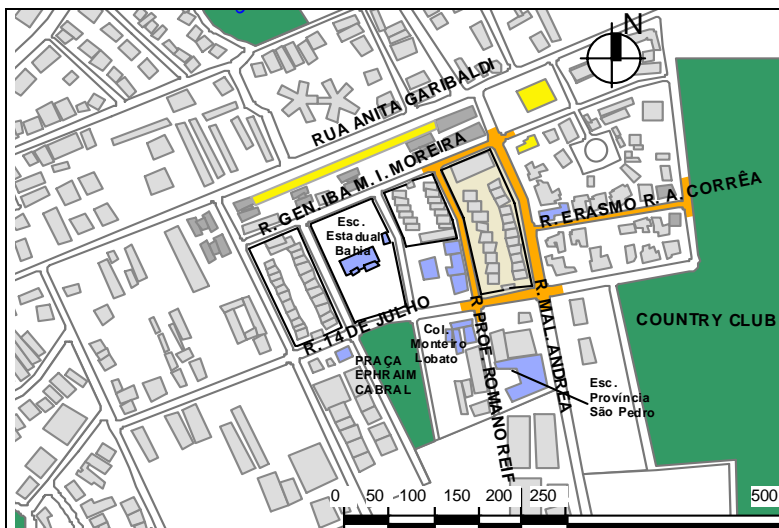 N
RUA ANITA GARIBALDI
R. GEN. IBA M. I. MOREIRA
R. ERASMO R. A. CORRÊA
Esc.
Estadual
Bahia
R. 14 DE JULHO
PRAÇA
EPHRAIM
CABRAL
Col.
Monteiro
Lobato
R. PROF. ROMANO REIF
R. MAL. ANDREA
Esc.
Província
São Pedro
COUNTRY CLUB
0 50 -100 150 200 250 500